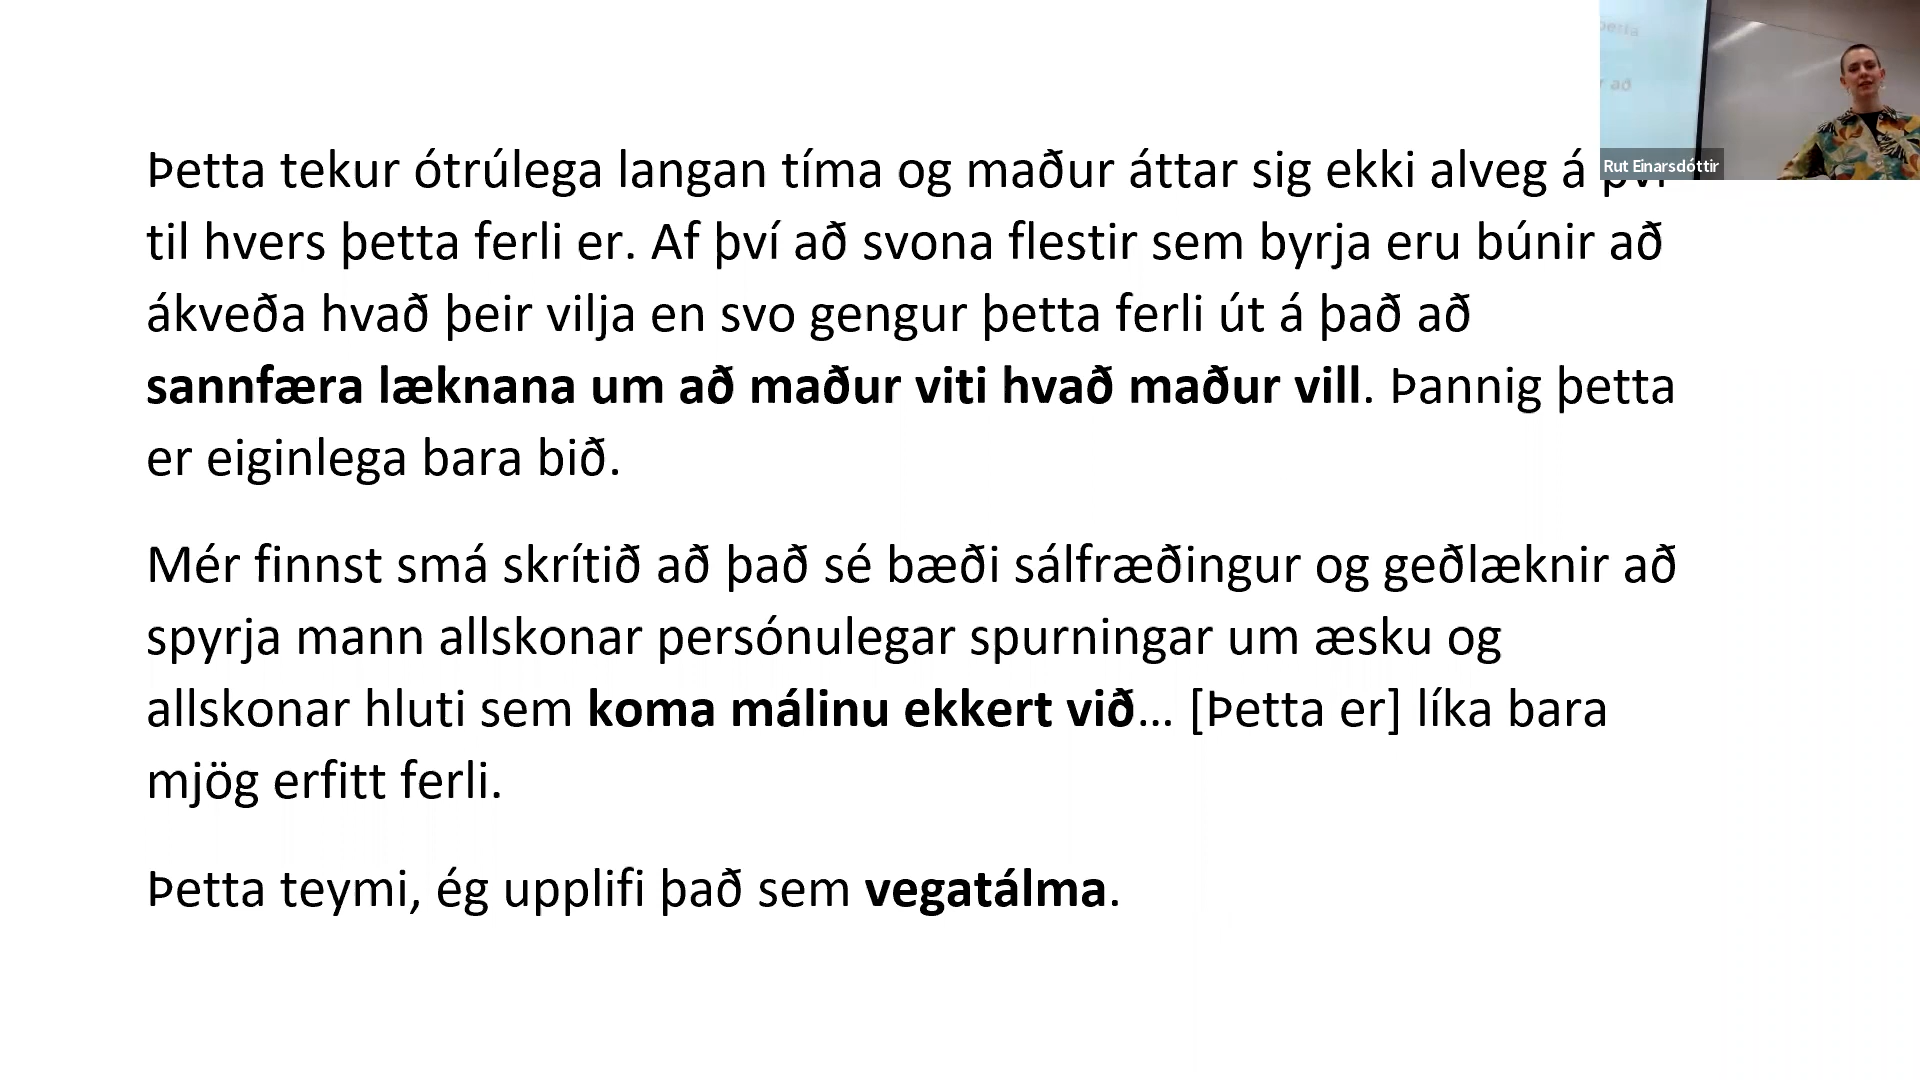 Þetta tekur ótrúlega langan tíma og maður áttar sig ekki alveg á því
til hvers þetta ferli er. Af því að svona flestir sem byrja eru búnir að
ákveða hvað þeir vilja en svo gengur þetta ferli út á það að
sannfæra læknana um að maður viti hvað maður vill. Þannig þetta
er eiginlega bara bið.
Mér finnst smá skrítið að það sé bæði sálfræðingur og geðlæknir að
spyrja mann allskonar persónulegar spurningar um æsku og
allskonar hluti sem koma málinu ekkert við... [Þetta er] líka bara
mjög erfitt ferli.
Þetta teymi, ég upplifi það sem vegatálma.
að
Rut Einarsdóttir